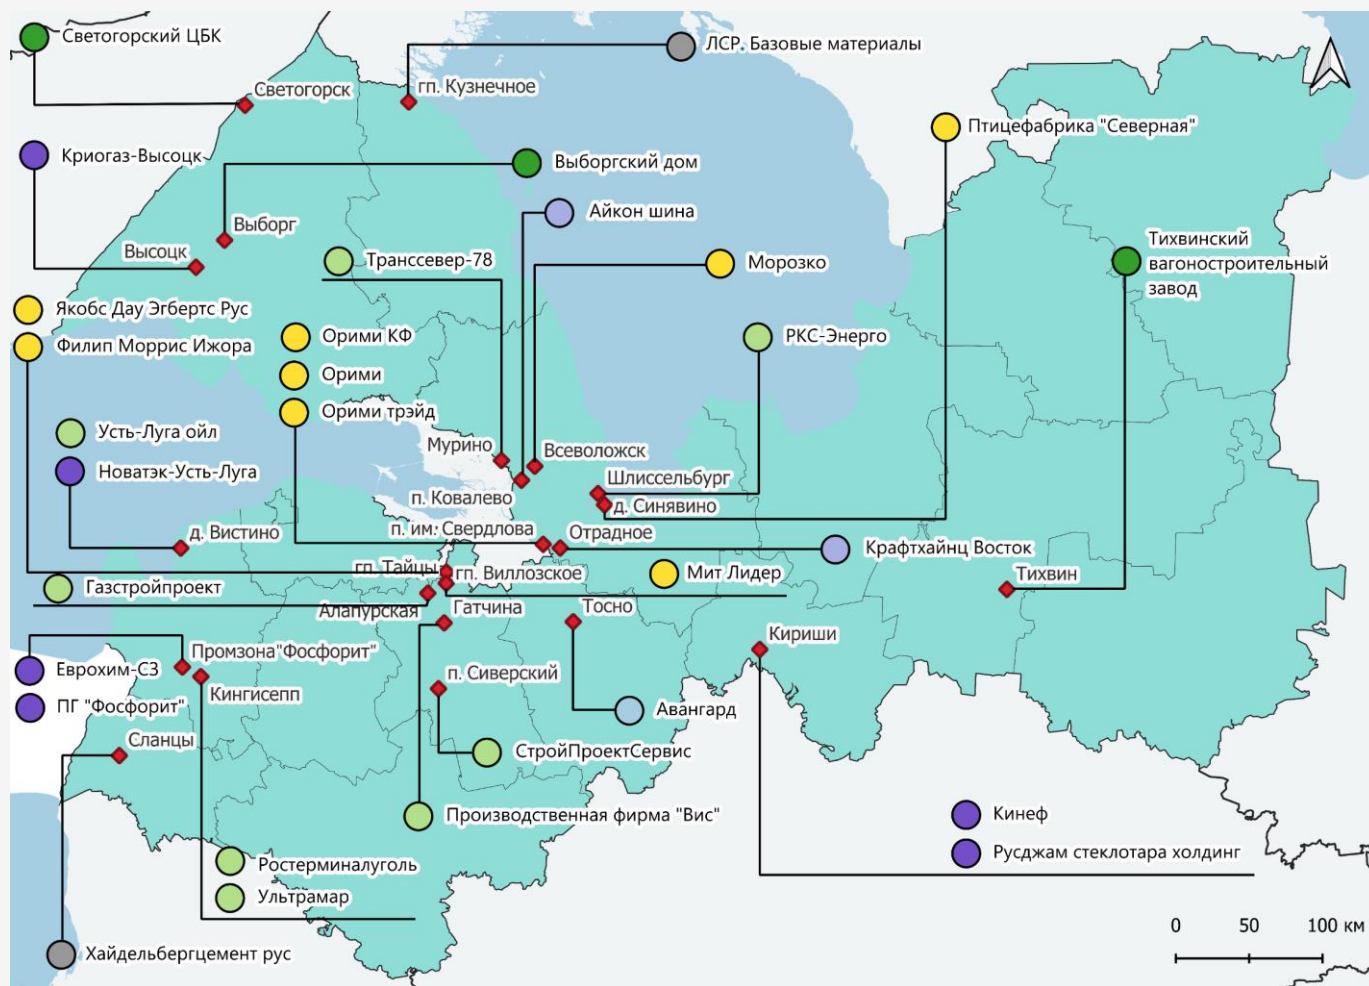 Светогорский ЦБК
ЛСР. Базовые материалы
Светогорск
гп. Кузнечное
Птицефабрика "Северная"
Криогаз-Высоцк
Выборгский дом
Айкон шина
Выборг
Высоцк
Транссевер-78
Морозко
Тихвинский
вагоностроительный
завод
Якобс Дау Эгбертс Рус
Филип Моррис Ижора
Орими КФ
РКС-Энерго
Орими
Орими трэйд
Усть-Луга ойл
Новатэк-Усть-Луга
Мурино
Всеволожск
п. Ковалево
Шлиссельбург
д. Синявино
д. Вистино
п. им. Свердлова
Отрадное
Крафтхайнц Восток
гп. Тайцы
гп. Виллозское
Мит Лидер
Тихвин
Газстройпроект
Алапурская
Гатчина
Тосно
Кириши
Еврохим-СЗ
Промзона"Фосфорит"
п. Сиверский
ПГ "Фосфорит"
Кингисепп
Авангард
Сланцы
СтройПроектСервис
Производственная фирма "Вис"
Кинеф
Русджам стеклотара холдинг
Ростерминалуголь
Ультрамар
Хайдельбергцемент рус
0 50 100 км